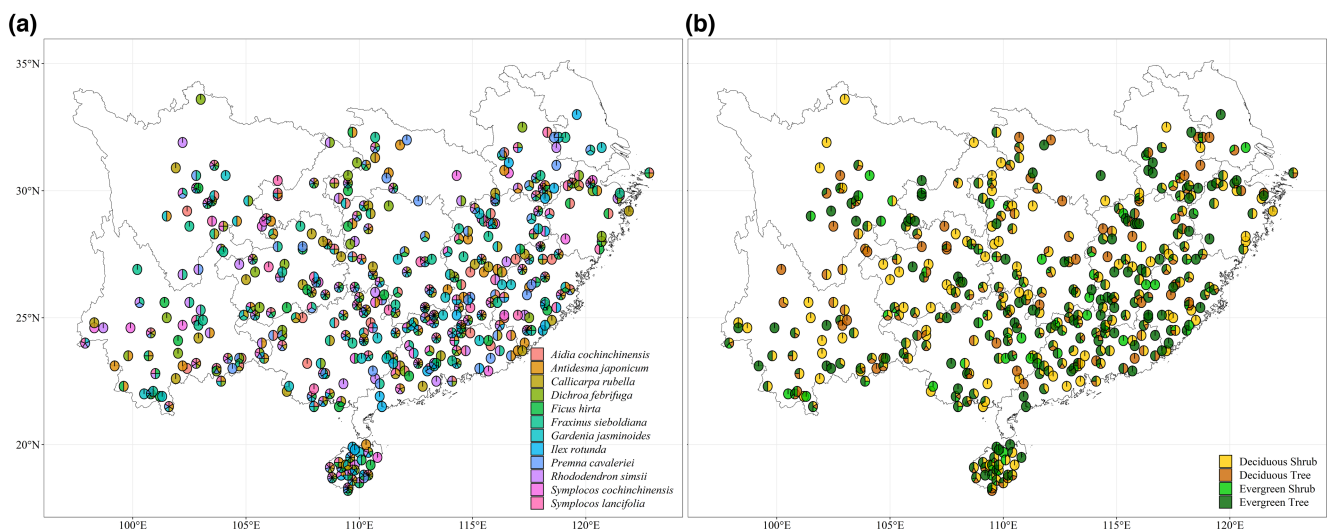 (a)
35°N
30°N
25°N
20°N
100°E
105°E
110°E
115°E
120°E
Aidia cochinchinensis
Antidesma japonicum
Callicarpa rubella
Dichroa febrifuga
Ficus hirta
Fraxinus sieboldiana
Gardenia jasminoides
Ilex rotunda
Premna cavaleriei
Rhododendron simsii
Symplocos cochinchinensis
Symplocos lancifolia
(b)
100°E
105°E
110°E
115°E
120°E
Deciduous Shrub
Deciduous Tree
Evergreen Shrub
Evergreen Tree